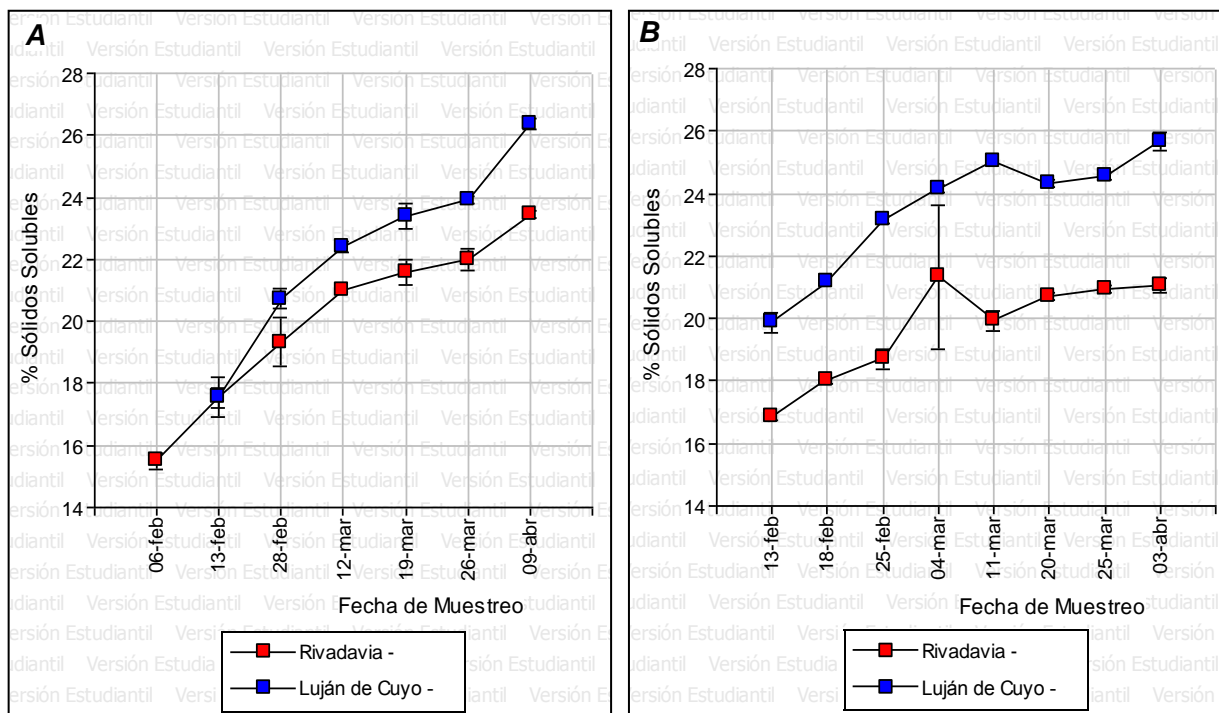 A
28
26
24
22
20
18
16
14
% Sólidos Solubles
06-feb
13-feb
28-feb
12-mar
19-mar
26-mar
09-abr
Fecha de Muestreo
Rivadavia -
Luján de Cuyo -
B
28
26
24
22
20
18
16
14
% Sólidos Solubles
13-feb
18-feb
25-feb
04-mar
11-mar
20-mar
25-mar
03-abr
Fecha de Muestreo
Rivadavia -
Luján de Cuyo -
Versión Estudiantil